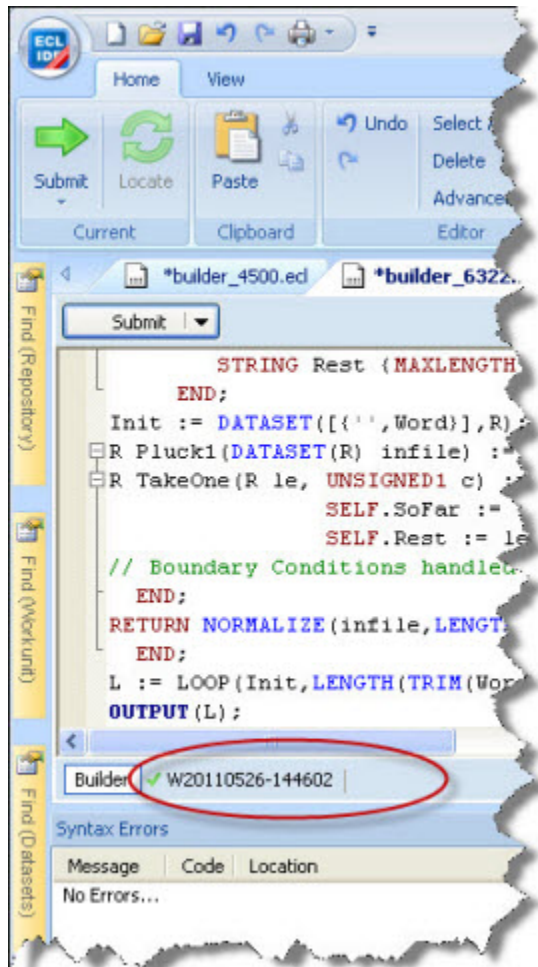 ECL
IDE
Home View
Submit Locate Paste Undo Select
Delete
Advanced
Current Clipboard Editor
*builder_4500.ecl *builder_6322.
Submit
STRING Rest {MAXLENGTH
END;
Init := DATASET([{'',Word}],R);
R Pluck1(DATASET(R) infile) :=
R TakeOne(R le, UNSIGNED1 c) :=
SELF.SoFar :=
SELF.Rest := le
// Boundary Conditions handled
END;
RETURN NORMALIZE(infile,LENGT
END;
L := LOOP(Init,LENGTH(TRIM(Word
OUTPUT(L);
Builder W20110526-144602
Syntax Errors
Message Code Location
No Errors...
Find (Repository)
Find (Workunit)
Find (Datasets)